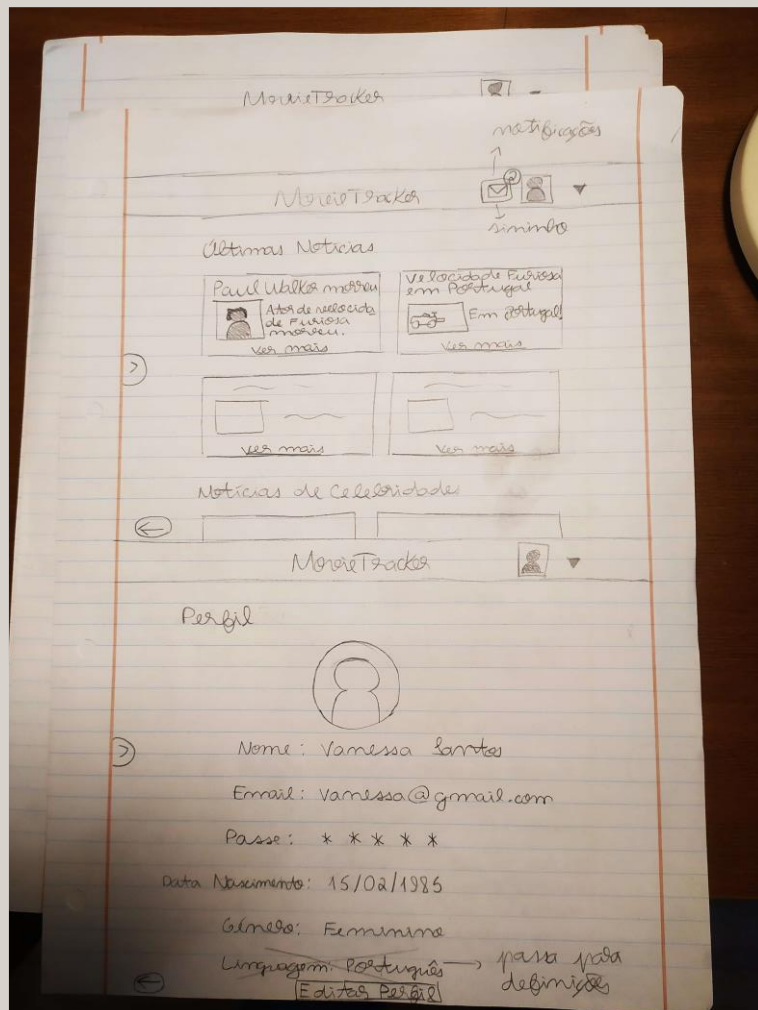 MovieTracker
notificações
MovieTracker
sininho
Últimas Notícias
Paul Walker morreu
Ator de velocida
de Furiosa
morreu.
ver mais
Velocidade Furiosa
em Portugal
Em Portugal!
ver mais
ver mais
ver mais
Notícias de Celebridades
MovieTracker
Perfil
Nome: Vanessa Santos
Email: vanessa@gmail.com
Passe: * * * * *
Data Nascimento: 15/02/1985
Género: Feminino
Linguagem: Português → passa para
definições
Editar Perfil